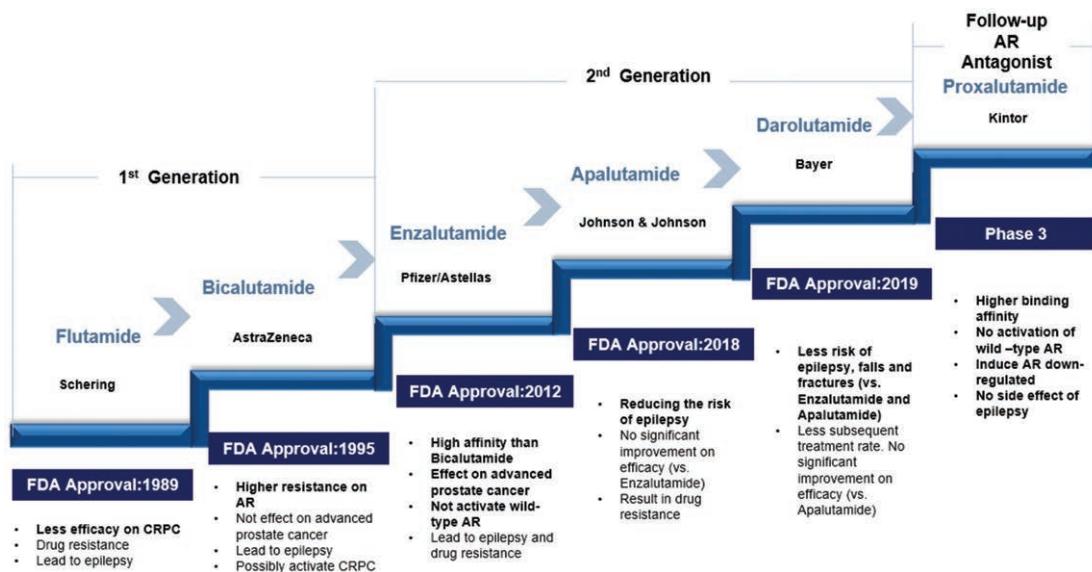 1st Generation
2nd Generation
Follow-up
AR
Antagonist
Flutamide
Schering
FDA Approval:1989
• Less efficacy on CRPC
• Drug resistance
• Lead to epilepsy
Bicalutamide
AstraZeneca
FDA Approval:1995
• Higher resistance on
AR
• Not effect on advanced
prostate cancer
• Lead to epilepsy
• Possibly activate CRPC
Enzalutamide
Pfizer/Astellas
FDA Approval:2012
• High affinity than
Bicalutamide
• Effect on advanced
prostate cancer
• Not activate wild-
type AR
• Lead to epilepsy and
drug resistance
Apalutamide
Johnson & Johnson
FDA Approval:2018
• Reducing the risk
of epilepsy
• No significant
improvement on
efficacy (vs.
Enzalutamide)
• Result in drug
resistance
Darolutamide
Bayer
FDA Approval:2019
• Less risk of
epilepsy, falls and
fractures (vs.
Enzalutamide and
Apalutamide)
• Less subsequent
treatment rate. No
significant
improvement on
efficacy (vs.
Apalutamide)
Proxalutamide
Kintor
Phase 3
• Higher binding
affinity
• No activation of
wild –type AR
• Induce AR down-
regulated
• No side effect of
epilepsy